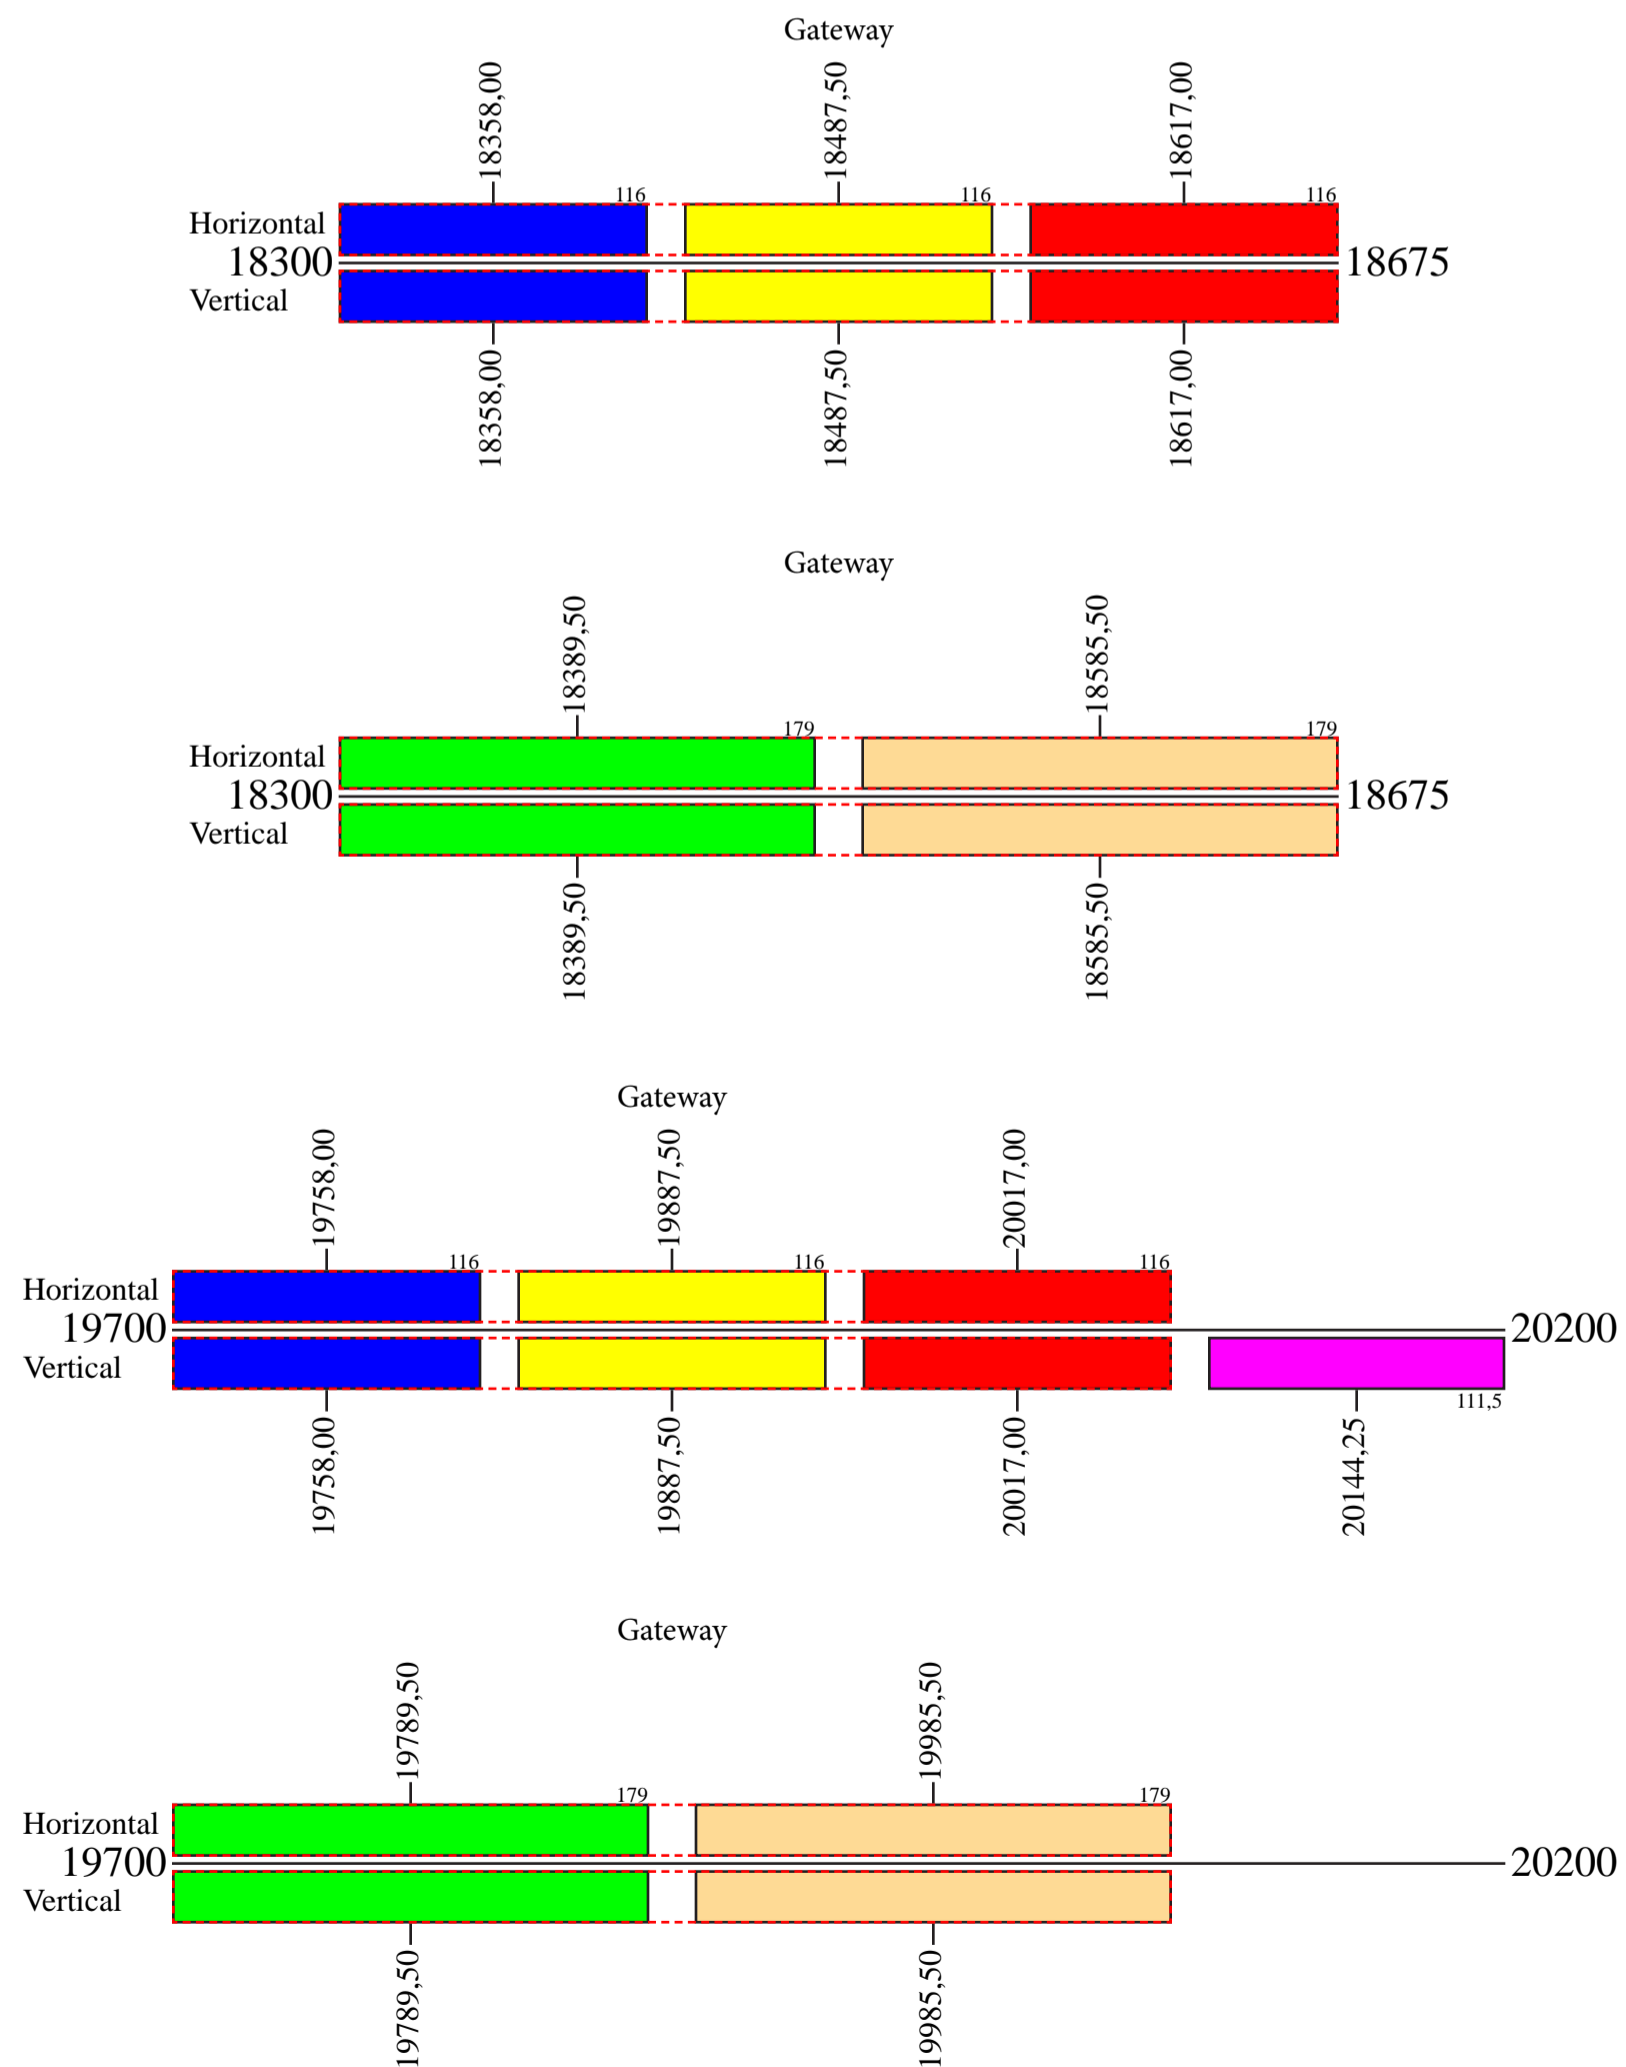 Gateway
18358,00 18487,50 18617,00
116 116 116
Horizontal
18300 18675
Vertical
18358,00 18487,50 18617,00
Gateway
18389,50 18585,50
179 179
Horizontal
18300 18675
Vertical
18389,50 18585,50
Gateway
19758,00 19887,50 20017,00
116 116 116
Horizontal
19700 20200
Vertical
111,5
19758,00 19887,50 20017,00 20144,25
Gateway
19789,50 19985,50
179 179
Horizontal
19700 20200
Vertical
19789,50 19985,50